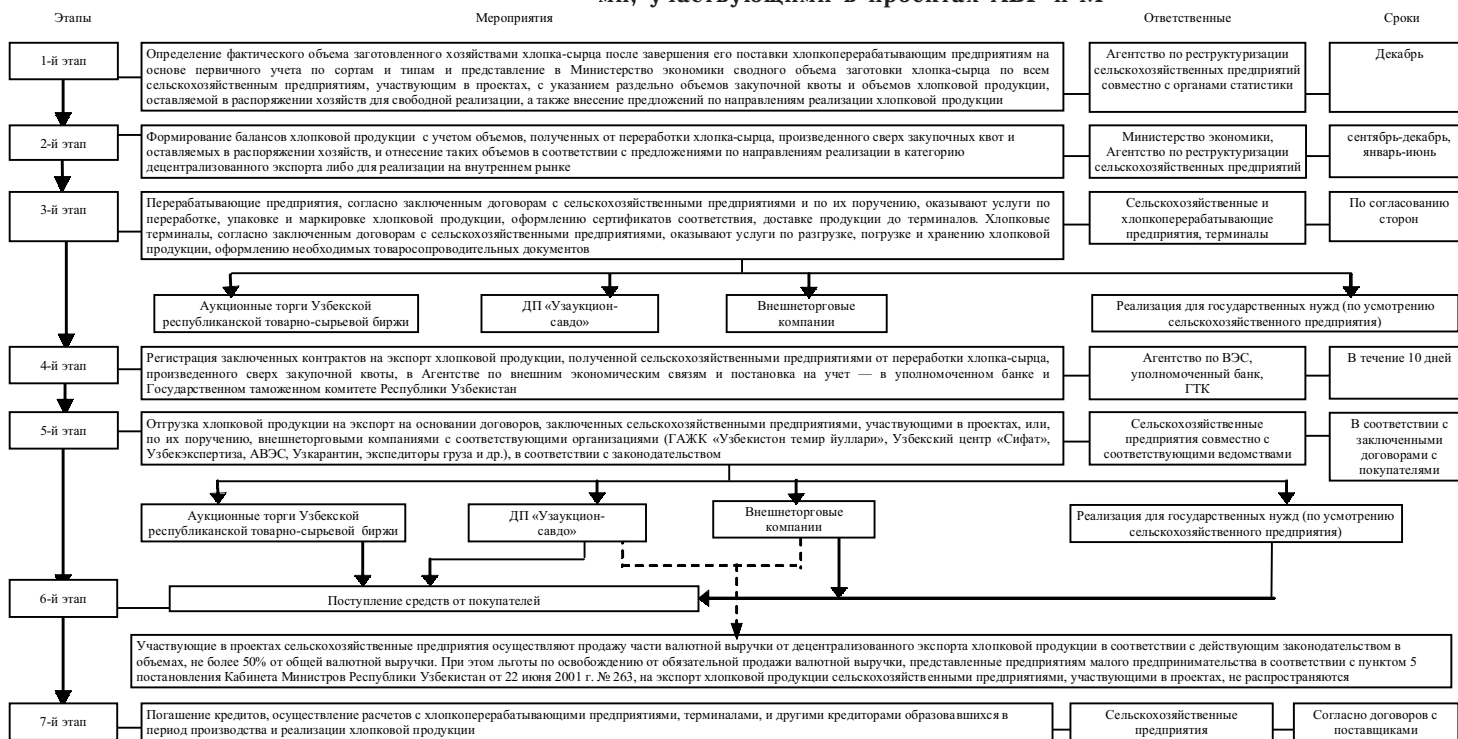 ми, участвующими в проектах АБР и М
Этапы
Мероприятия
Ответственные
Сроки
1-й этап
Определение фактического объема заготовленного хозяйствами хлопка-сырца после завершения его поставки хлопкоперерабатывающим предприятиям на
основе первичного учета по сортам и типам и представление в Министерство экономики сводного объема заготовки хлопка-сырца по всем
сельскохозяйственным предприятиям, участвующим в проектах, с указанием раздельно объемов закупочной квоты и объемов хлопковой продукции,
оставляемой в распоряжении хозяйств для свободной реализации, а также внесение предложений по направлениям реализации хлопковой продукции
Агентство по реструктуризации
сельскохозяйственных предприятий
совместно с органами статистики
Декабрь
2-й этап
Формирование балансов хлопковой продукции с учетом объемов, полученных от переработки хлопка-сырца, произведенного сверх закупочных квот и
оставляемых в распоряжении хозяйств, и отнесение таких объемов в соответствии с предложениями по направлениям реализации в категорию
децентрализованного экспорта либо для реализации на внутреннем рынке
Министерство экономики,
Агентство по реструктуризации
сельскохозяйственных предприятий
сентябрь-декабрь,
январь-июнь
3-й этап
Перерабатывающие предприятия, согласно заключенным договорам с сельскохозяйственными предприятиями и по их поручению, оказывают услуги по
переработке, упаковке и маркировке хлопковой продукции, оформлению сертификатов соответствия, доставке продукции до терминалов. Хлопковые
терминалы, согласно заключенным договорам с сельскохозяйственными предприятиями, оказывают услуги по разгрузке, погрузке и хранению хлопковой
продукции, оформлению необходимых товаросопроводительных документов
Сельскохозяйственные и
хлопкоперерабатывающие
предприятия, терминалы
По согласованию
сторон
Аукционные торги Узбекской
республиканской товарно-сырьевой биржи
ДП «Узаукцион-
савдо»
Внешнеторговые
компании
Реализация для государственных нужд (по усмотрению
сельскохозяйственного предприятия)
4-й этап
Регистрация заключенных контрактов на экспорт хлопковой продукции, полученной сельскохозяйственными предприятиями от переработки хлопка-сырца,
произведенного сверх закупочной квоты, в Агентстве по внешним экономическим связям и постановка на учет — в уполномоченном банке и
Государственном таможенном комитете Республики Узбекистан
Агентство по ВЭС,
уполномоченный банк,
ГТК
В течение 10 дней
5-й этап
Отгрузка хлопковой продукции на экспорт на основании договоров, заключенных сельскохозяйственными предприятиями, участвующими в проектах, или,
по их поручению, внешнеторговыми компаниями с соответствующими организациями (ГАЖК «Узбекистон темир йуллари», Узбекский центр «Сифат»,
Узбекэкспертиза, АВЭС, Узкарантин, экспедиторы груза и др.), в соответствии с законодательством
Сельскохозяйственные
предприятия совместно с
соответствующими ведомствами
В соответствии с
заключенными
договорами с
покупателями
Аукционные торги Узбекской
республиканской товарно-сырьевой биржи
ДП «Узаукцион-
савдо»
Внешнеторговые
компании
Реализация для государственных нужд (по усмотрению
сельскохозяйственного предприятия)
6-й этап
Поступление средств от покупателей
Участвующие в проектах сельскохозяйственные предприятия осуществляют продажу части валютной выручки от децентрализованного экспорта хлопковой продукции в соответствии с действующим законодательством в
объемах, не более 50% от общей валютной выручки. При этом льготы по освобождению от обязательной продажи валютной выручки, представленные предприятиям малого предпринимательства в соответствии с пунктом 5
постановления Кабинета Министров Республики Узбекистан от 22 июня 2001 г. № 263, на экспорт хлопковой продукции сельскохозяйственными предприятиями, участвующими в проектах, не распространяются
7-й этап
Погашение кредитов, осуществление расчетов с хлопкоперерабатывающими предприятиями, терминалами, и другими кредиторами образовавшихся в
период производства и реализации хлопковой продукции
Сельскохозяйственные
предприятия
Согласно договоров с
поставщиками